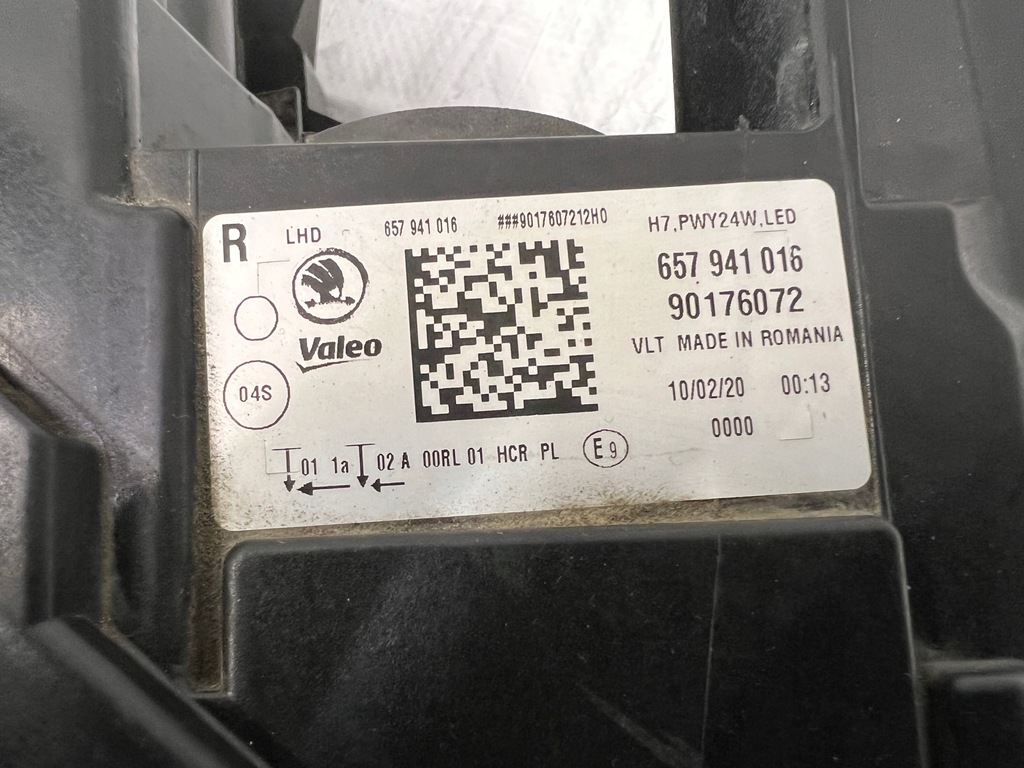 R LHD 657 941 016 ###9017607212H0 H7,PWY24W,LED
657 941 016
90176072
Valeo
VLT MADE IN ROMANIA
04S
10/02/20 00:13
0000
01 1a 02 A 00RL 01 HCR PL E9